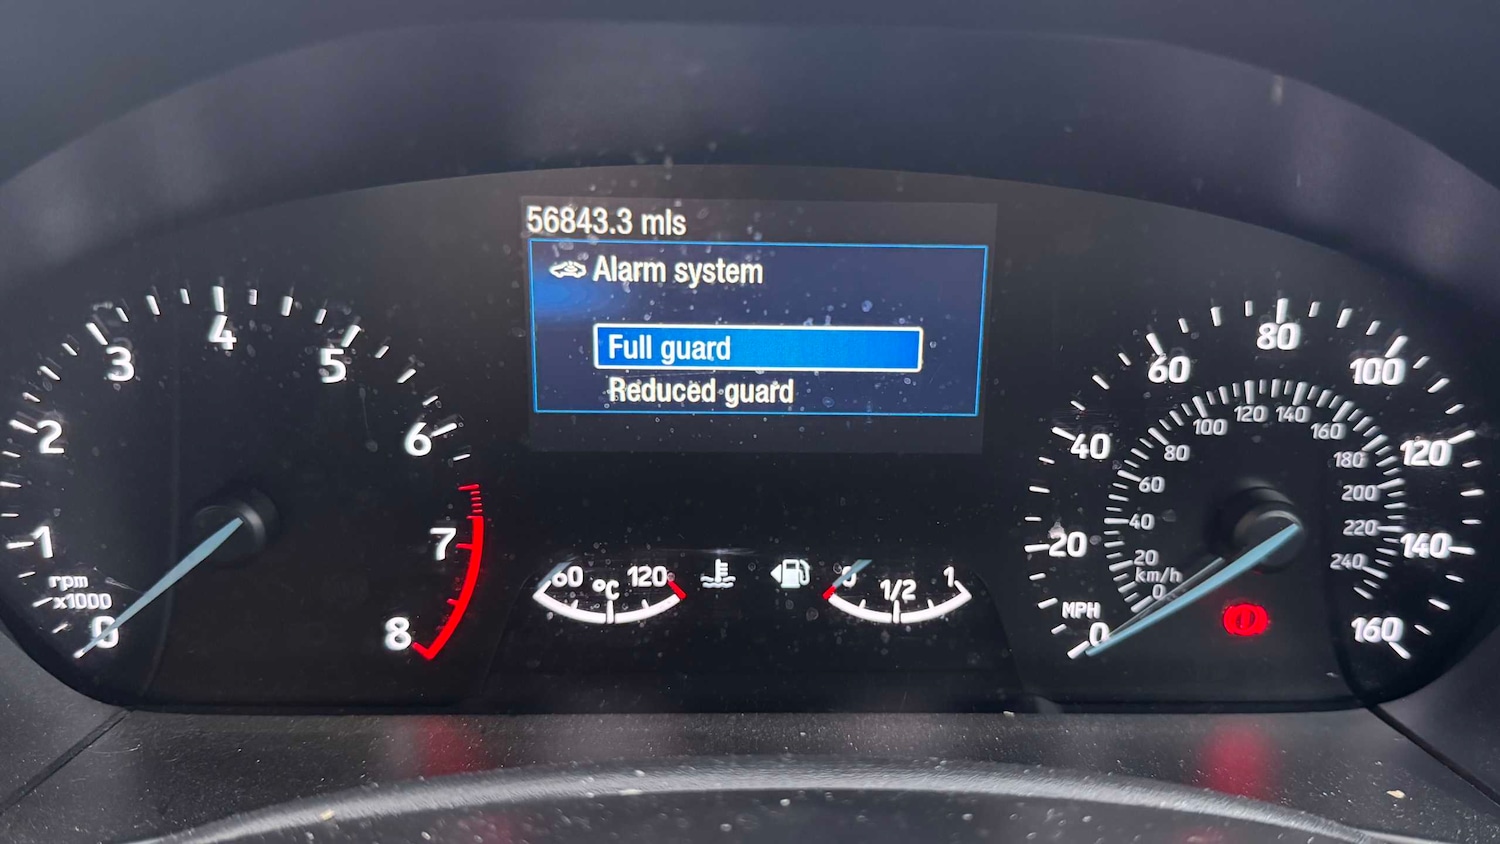 56843.3 mls
Alarm system
Full guard
Reduced guard
0 1 2 3 4 5 6 7 8
rpm
x1000
60 °C 120
0 1/2 1
0 20 40 60 80 100 120 140 160
MPH
0 20 40 60 80 100 120 140 160 180 200 220 240
km/h